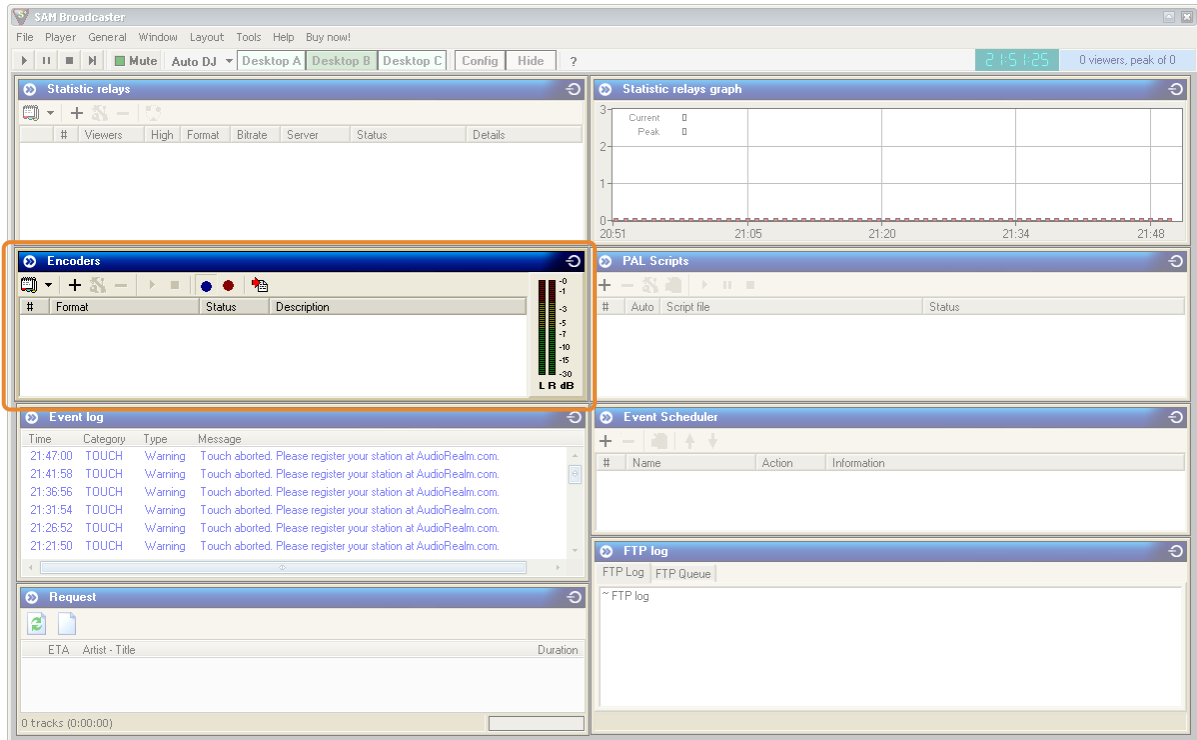 SAM Broadcaster
File Player General Window Layout Tools Help Buy now!
Mute Auto DJ Desktop A Desktop B Desktop C Config Hide ? 21:51:25 0 viewers, peak of 0
Statistic relays
# Viewers High Format Bitrate Server Status Details
Statistic relays graph
Current 0
Peak 0
3
2
1
0
20:51 21:05 21:20 21:34 21:48
Encoders
# Format Status Description
-0
-1
-3
-5
-7
-10
-15
-30
L R dB
PAL Scripts
# Auto Script file Status
Event log
Time Category Type Message
21:47:00 TOUCH Warning Touch aborted. Please register your station at AudioRealm.com.
21:41:58 TOUCH Warning Touch aborted. Please register your station at AudioRealm.com.
21:36:56 TOUCH Warning Touch aborted. Please register your station at AudioRealm.com.
21:31:54 TOUCH Warning Touch aborted. Please register your station at AudioRealm.com.
21:26:52 TOUCH Warning Touch aborted. Please register your station at AudioRealm.com.
21:21:50 TOUCH Warning Touch aborted. Please register your station at AudioRealm.com.
Event Scheduler
# Name Action Information
Request
ETA Artist - Title Duration
0 tracks (0:00:00)
FTP log
FTP Log FTP Queue
~ FTP log